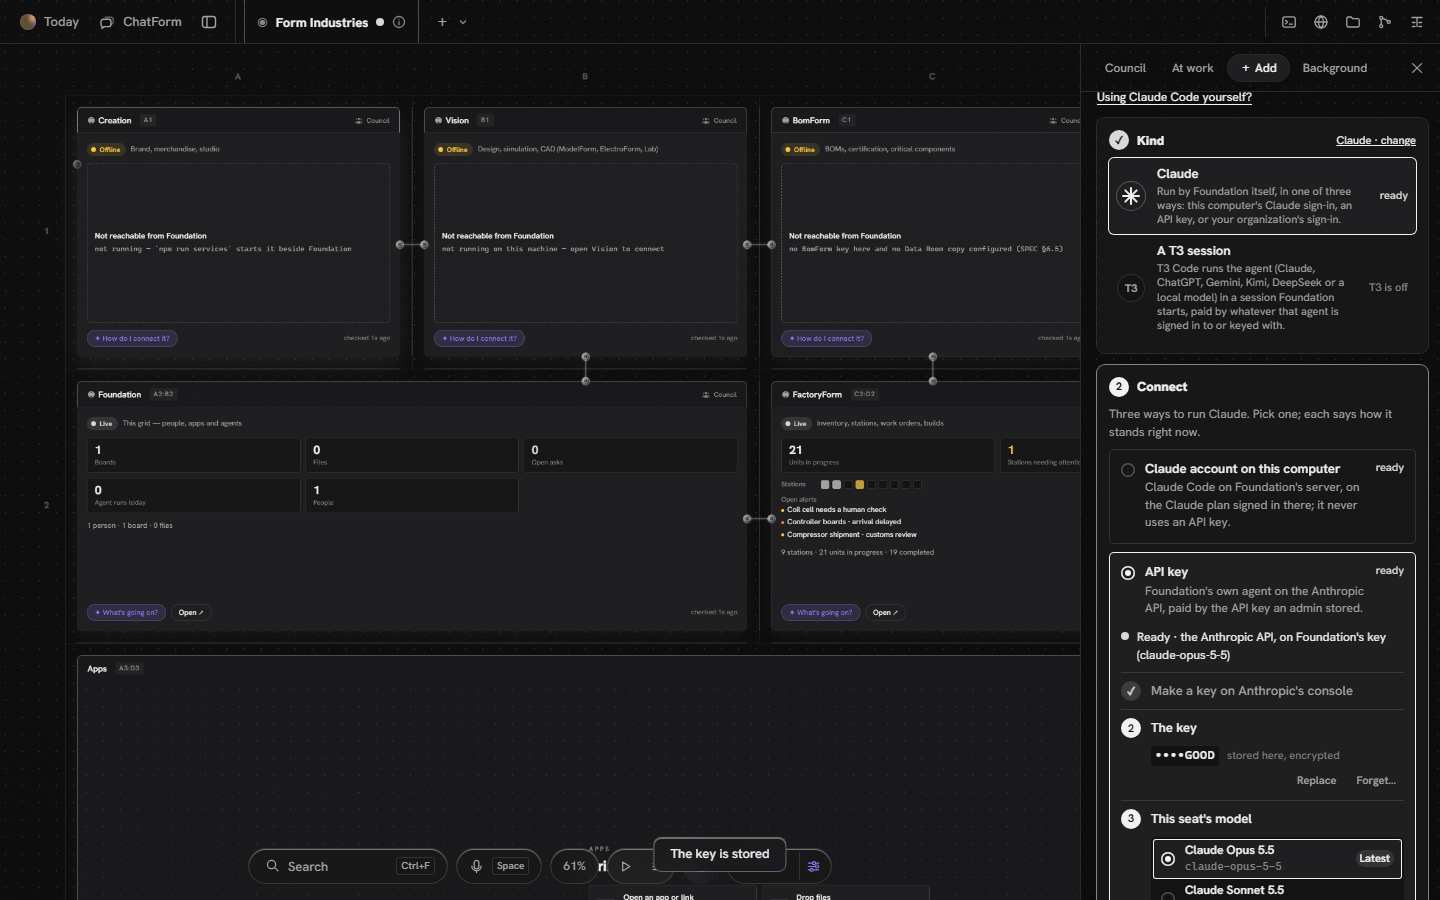 Today
ChatForm
Form Industries
A
B
C
Council
At work
+ Add
Background
Using Claude Code yourself?
Creation A1
Council
Offline
Brand, merchandise, studio
Not reachable from Foundation
not running — `npm run services` starts it beside Foundation
How do I connect it?
checked 1s ago
Vision B1
Council
Offline
Design, simulation, CAD (ModelForm, ElectroForm, Lab)
Not reachable from Foundation
not running on this machine — open Vision to connect
How do I connect it?
checked 1s ago
BomForm C1
Offline
BOMs, certification, critical components
Not reachable from Foundation
no BomForm key here and no Data Room copy configured (SPEC §6.5)
How do I connect it?
1
Foundation A2:B2
Council
Live
This grid — people, apps and agents
1
Boards
0
Files
0
Open asks
0
Agent runs today
1
People
1 person · 1 board · 0 files
What's going on?
Open ↗
checked 1s ago
2
FactoryForm C2:D2
Live
Inventory, stations, work orders, builds
21
Units in progress
1
Stations needing
Stations
Open alerts
Coil cell needs a human check
Controller boards · arrival delayed
Compressor shipment · customs review
9 stations · 21 units in progress · 19 completed
What's going on?
Open ↗
Apps A3:D3
APPS
Search
Ctrl+F
Space
61%
The key is stored
Open an app or link
Drop files
Kind
Claude · change
Claude
ready
Run by Foundation itself, in one of three
ways: this computer's Claude sign-in, an
API key, or your organization's sign-in.
A T3 session
T3
T3 is off
T3 Code runs the agent (Claude,
ChatGPT, Gemini, Kimi, DeepSeek or a
local model) in a session Foundation
starts, paid by whatever that agent is
signed in to or keyed with.
2
Connect
Three ways to run Claude. Pick one; each says how it
stands right now.
Claude account on this computer
ready
Claude Code on Foundation's server, on
the Claude plan signed in there; it never
uses an API key.
API key
ready
Foundation's own agent on the Anthropic
API, paid by the API key an admin stored.
Ready · the Anthropic API, on Foundation's key
(claude-opus-5-5)
Make a key on Anthropic's console
2
The key
••••GOOD
stored here, encrypted
Replace
Forget…
3
This seat's model
Claude Opus 5.5
claude-opus-5-5
Latest
Claude Sonnet 5.5